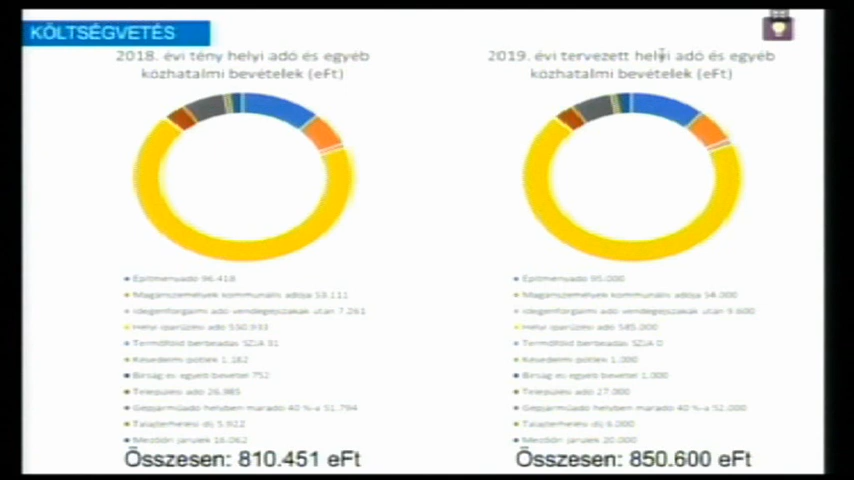 KÖLTSÉGVETÉS
2018. évi tény helyi adó és egyéb
közhatalmi bevételek (eFt)
Építményadó 96.418
Magánszemélyek kommunális adója 53.111
Idegenforgalmi adó vendégéjszakák után 7.261
Helyi iparűzési adó 550.933
Termőföld bérbeadás SZJA 31
Késedelmi pótlék 1.182
Bírság és egyéb bevétel 752
Települési adó 26.985
Gépjárműadó helyben maradó 40 %-a 51.794
Talajterhelési díj 5.922
Mezőőri járulék 16.062
Összesen: 810.451 eFt
2019. évi tervezett helyi adó és egyéb
közhatalmi bevételek (eFt)
Építményadó 95.000
Magánszemélyek kommunális adója 54.000
Idegenforgalmi adó vendégéjszakák után 9.600
Helyi iparűzési adó 585.000
Termőföld bérbeadás SZJA 0
Késedelmi pótlék 1.000
Bírság és egyéb bevétel 1.000
Települési adó 27.000
Gépjárműadó helyben maradó 40 %-a 52.000
Talajterhelési díj 6.000
Mezőőri járulék 20.000
Összesen: 850.600 eFt